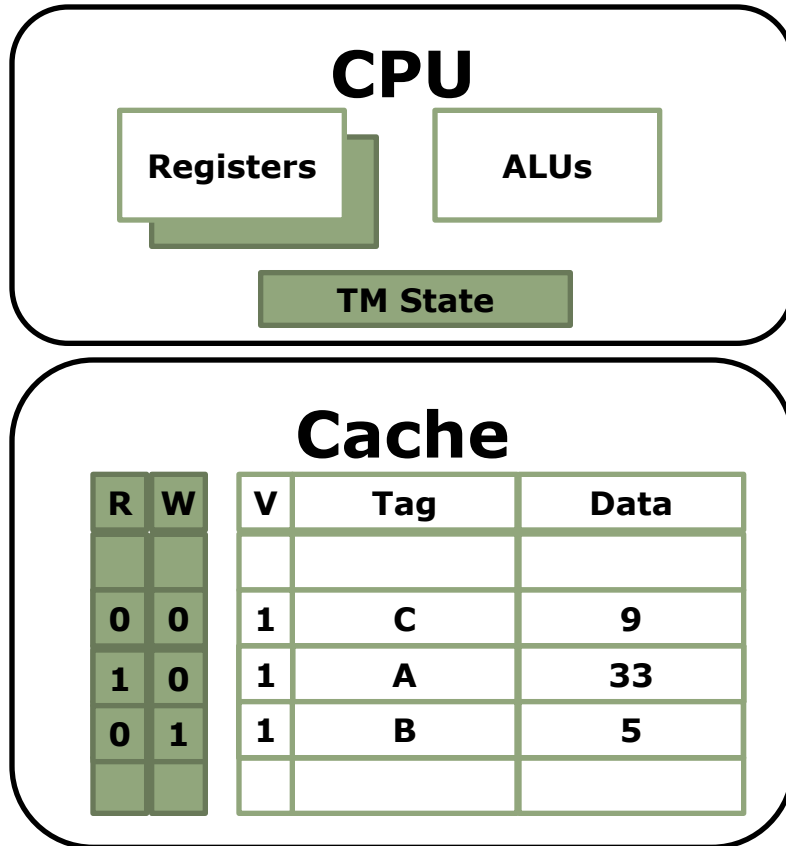 CPU
Registers ALUs
TM State
Cache
R W V Tag Data
0 0 1 C 9
1 0 1 A 33
0 1 1 B 5